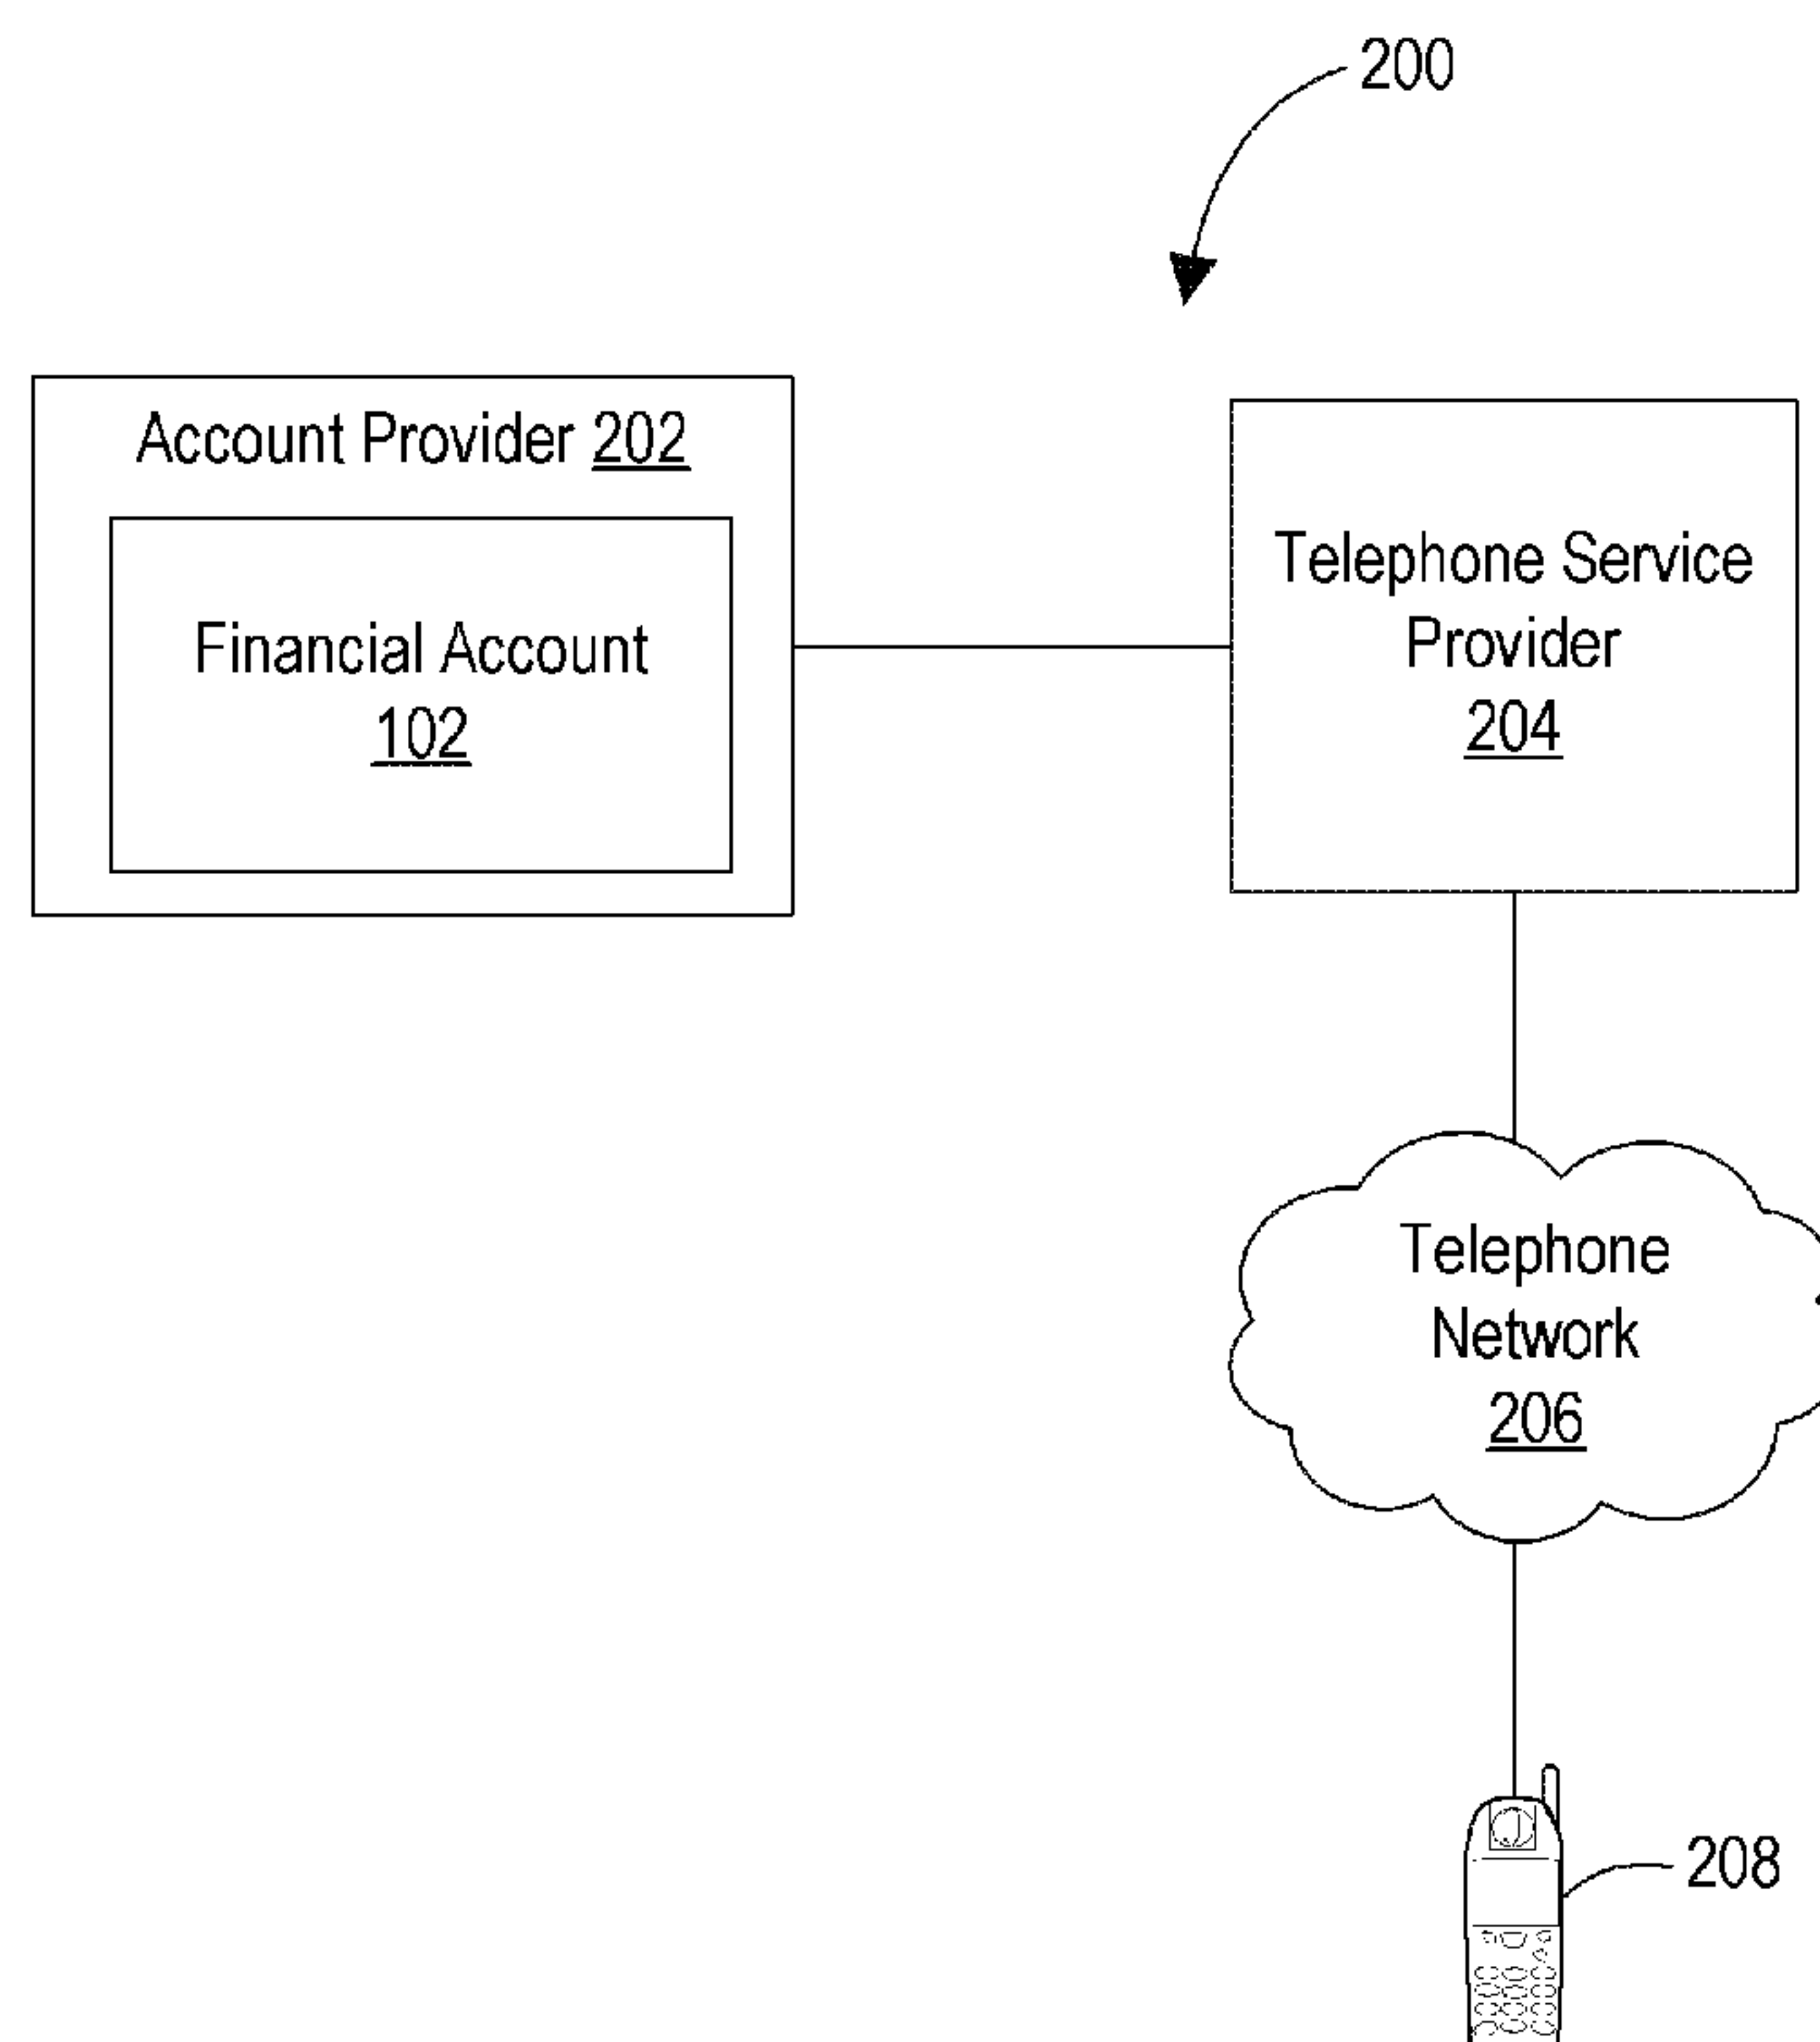 200
Account Provider 202
Financial Account
102
Telephone Service
Provider
204
Telephone
Network
206
208